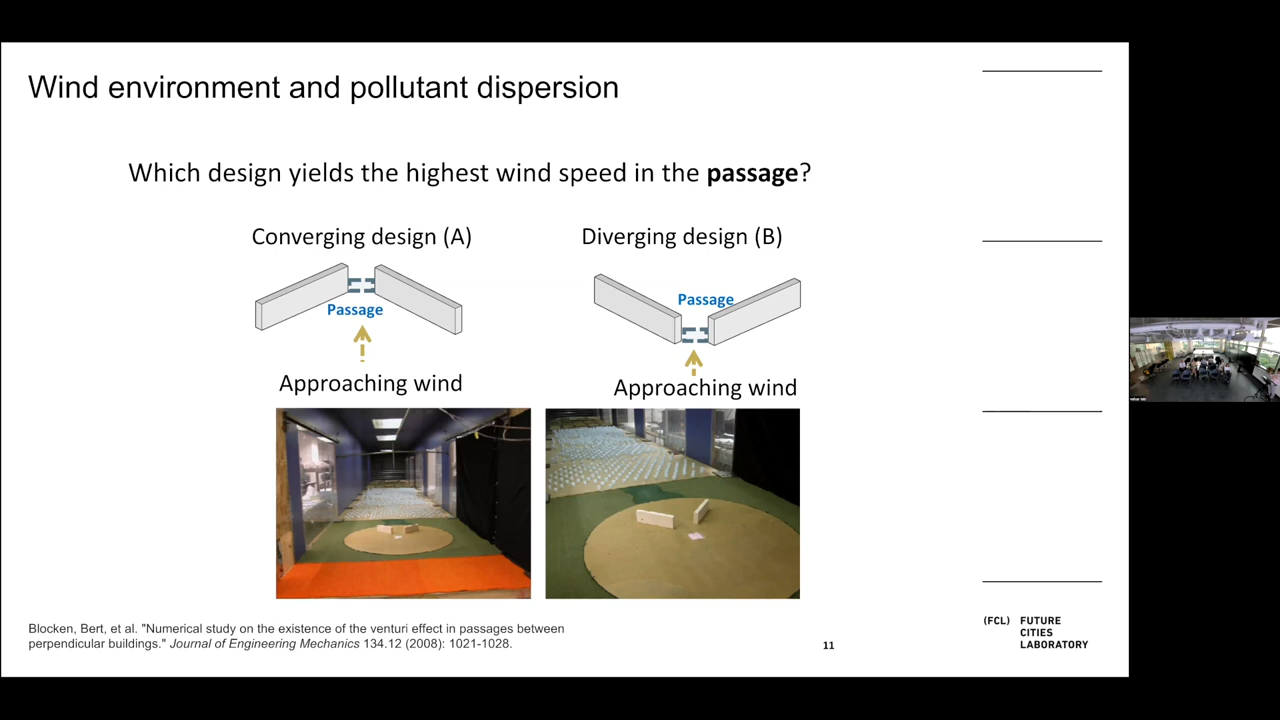 Wind environment and pollutant dispersion
Which design yields the highest wind speed in the passage?
Converging design (A)
Diverging design (B)
Passage
Passage
Approaching wind
Approaching wind
Blocken, Bert, et al. "Numerical study on the existence of the venturi effect in passages between
perpendicular buildings." Journal of Engineering Mechanics 134.12 (2008): 1021-1028.
11
(FCL) FUTURE
CITIES
LABORATORY